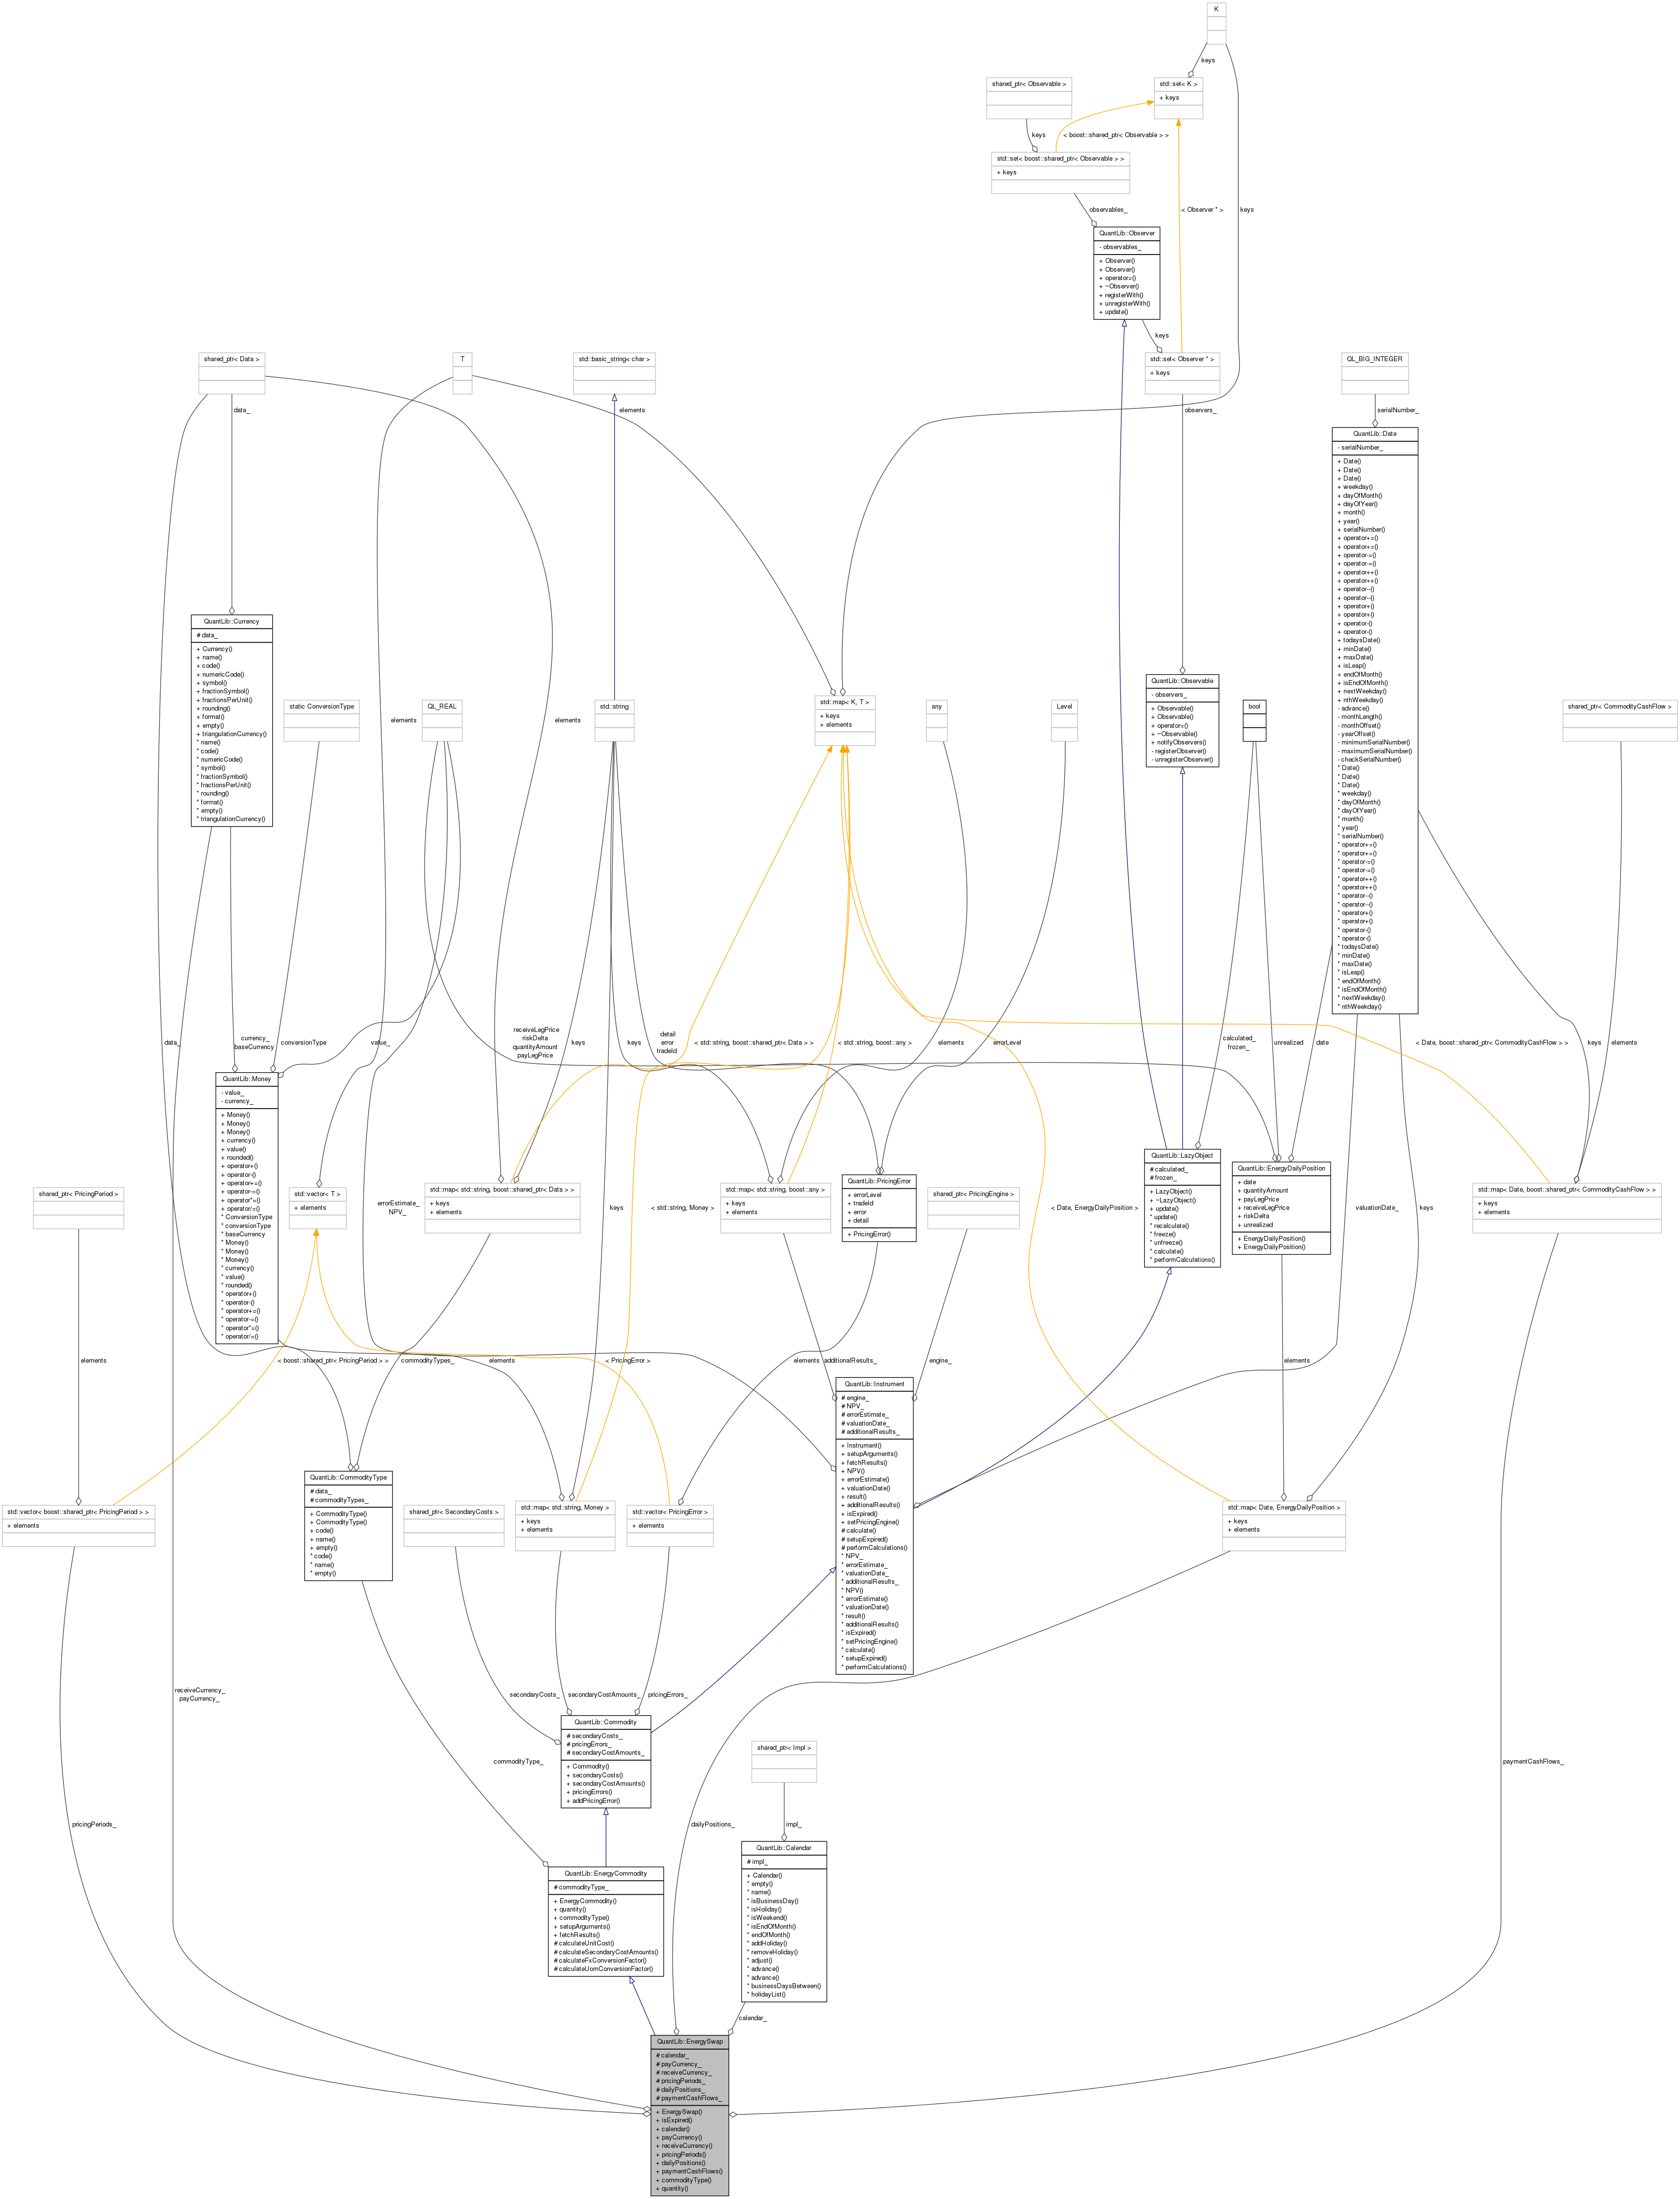 K
keys
shared_ptr< Observable >
std::set< K >
+ keys
keys
< boost::shared_ptr< Observable > >
std::set< boost::shared_ptr< Observable > >
+ keys
observables_
< Observer * >
keys
QuantLib::Observer
- observables_
+ Observer()
+ Observer()
+ operator=()
+ ~Observer()
+ registerWith()
+ unregisterWith()
+ update()
keys
shared_ptr< Data >
T
std::basic_string< char >
std::set< Observer * >
+ keys
QL_BIG_INTEGER
data_
elements
observers_
serialNumber_
QuantLib::Date
- serialNumber_
+ Date()
+ Date()
+ Date()
+ weekday()
+ dayOfMonth()
+ dayOfYear()
+ month()
+ year()
+ serialNumber()
+ operator+=()
+ operator+=()
+ operator-=()
+ operator-=()
+ operator++()
+ operator++()
+ operator--()
+ operator--()
+ operator+()
+ operator+()
+ operator-()
+ operator-()
+ todaysDate()
+ minDate()
+ maxDate()
+ isLeap()
+ endOfMonth()
+ isEndOfMonth()
+ nextWeekday()
+ nthWeekday()
- advance()
- monthLength()
- monthOffset()
- yearOffset()
- minimumSerialNumber()
- maximumSerialNumber()
- checkSerialNumber()
* Date()
* Date()
* Date()
* weekday()
* dayOfMonth()
* dayOfYear()
* month()
* year()
* serialNumber()
* operator+=()
* operator+=()
* operator-=()
* operator-=()
* operator++()
* operator++()
* operator--()
* operator--()
* operator+()
* operator+()
* operator-()
* operator-()
* todaysDate()
* minDate()
* maxDate()
* isLeap()
* endOfMonth()
* isEndOfMonth()
* nextWeekday()
* nthWeekday()
QuantLib::Currency
# data_
+ Currency()
+ name()
+ code()
+ numericCode()
+ symbol()
+ fractionSymbol()
+ fractionsPerUnit()
+ rounding()
+ format()
+ empty()
+ triangulationCurrency()
* name()
* code()
* numericCode()
* symbol()
* fractionSymbol()
* fractionsPerUnit()
* rounding()
* format()
* empty()
* triangulationCurrency()
static ConversionType
QL_REAL
elements
elements
std::string
std::map< K, T >
+ keys
+ elements
any
Level
QuantLib::Observable
- observers_
+ Observable()
+ Observable()
+ operator=()
+ ~Observable()
+ notifyObservers()
- registerObserver()
- unregisterObserver()
bool
shared_ptr< CommodityCashFlow >
data_
currency_
baseCurrency
conversionType
value_
receiveLegPrice
riskDelta
quantityAmount
payLegPrice
keys
keys
detail
error
tradeId
< std::string, boost::shared_ptr< Data > >
< std::string, boost::any >
elements
errorLevel
calculated_
frozen_
unrealized
date
< Date, boost::shared_ptr< CommodityCashFlow > >
keys
elements
QuantLib::Money
- value_
- currency_
+ Money()
+ Money()
+ Money()
+ currency()
+ value()
+ rounded()
+ operator+()
+ operator-()
+ operator+=()
+ operator-=()
+ operator*=()
+ operator/=()
* ConversionType
* conversionType
* baseCurrency
* Money()
* Money()
* Money()
* currency()
* value()
* rounded()
* operator+()
* operator-()
* operator+=()
* operator-=()
* operator*=()
* operator/=()
shared_ptr< PricingPeriod >
std::vector< T >
+ elements
errorEstimate_
NPV_
std::map< std::string, boost::shared_ptr< Data > >
+ keys
+ elements
keys
< std::string, Money >
std::map< std::string, boost::any >
+ keys
+ elements
QuantLib::PricingError
+ errorLevel
+ tradeId
+ error
+ detail
+ PricingError()
shared_ptr< PricingEngine >
< Date, EnergyDailyPosition >
QuantLib::LazyObject
# calculated_
# frozen_
+ LazyObject()
+ ~LazyObject()
+ update()
* update()
* recalculate()
* freeze()
* unfreeze()
* calculate()
* performCalculations()
QuantLib::EnergyDailyPosition
+ date
+ quantityAmount
+ payLegPrice
+ receiveLegPrice
+ riskDelta
+ unrealized
+ EnergyDailyPosition()
+ EnergyDailyPosition()
valuationDate_
keys
std::map< Date, boost::shared_ptr< CommodityCashFlow > >
+ keys
+ elements
elements
< boost::shared_ptr< PricingPeriod > >
commodityTypes_
elements
< PricingError >
elements
additionalResults_
engine_
elements
QuantLib::Instrument
# engine_
# NPV_
# errorEstimate_
# valuationDate_
# additionalResults_
+ Instrument()
+ setupArguments()
+ fetchResults()
+ NPV()
+ errorEstimate()
+ valuationDate()
+ result()
+ additionalResults()
+ isExpired()
+ setPricingEngine()
# calculate()
# setupExpired()
# performCalculations()
* NPV_
* errorEstimate_
* valuationDate_
* additionalResults_
* NPV()
* errorEstimate()
* valuationDate()
* result()
* additionalResults()
* isExpired()
* setPricingEngine()
* calculate()
* setupExpired()
* performCalculations()
std::vector< boost::shared_ptr< PricingPeriod > >
+ elements
QuantLib::CommodityType
# data_
# commodityTypes_
+ CommodityType()
+ CommodityType()
+ code()
+ name()
+ empty()
* code()
* name()
* empty()
shared_ptr< SecondaryCosts >
std::map< std::string, Money >
+ keys
+ elements
std::vector< PricingError >
+ elements
std::map< Date, EnergyDailyPosition >
+ keys
+ elements
receiveCurrency_
payCurrency_
secondaryCosts_
secondaryCostAmounts_
pricingErrors_
QuantLib::Commodity
# secondaryCosts_
# pricingErrors_
# secondaryCostAmounts_
+ Commodity()
+ secondaryCosts()
+ secondaryCostAmounts()
+ pricingErrors()
+ addPricingError()
shared_ptr< Impl >
commodityType_
paymentCashFlows_
pricingPeriods_
dailyPositions_
impl_
QuantLib::Calendar
# impl_
+ Calendar()
* empty()
* name()
* isBusinessDay()
* isHoliday()
* isWeekend()
* isEndOfMonth()
* endOfMonth()
* addHoliday()
* removeHoliday()
* adjust()
* advance()
* advance()
* businessDaysBetween()
* holidayList()
QuantLib::EnergyCommodity
# commodityType_
+ EnergyCommodity()
+ quantity()
+ commodityType()
+ setupArguments()
+ fetchResults()
# calculateUnitCost()
# calculateSecondaryCostAmounts()
# calculateFxConversionFactor()
# calculateUomConversionFactor()
calendar_
QuantLib::EnergySwap
# calendar_
# payCurrency_
# receiveCurrency_
# pricingPeriods_
# dailyPositions_
# paymentCashFlows_
+ EnergySwap()
+ isExpired()
+ calendar()
+ payCurrency()
+ receiveCurrency()
+ pricingPeriods()
+ dailyPositions()
+ paymentCashFlows()
+ commodityType()
+ quantity()